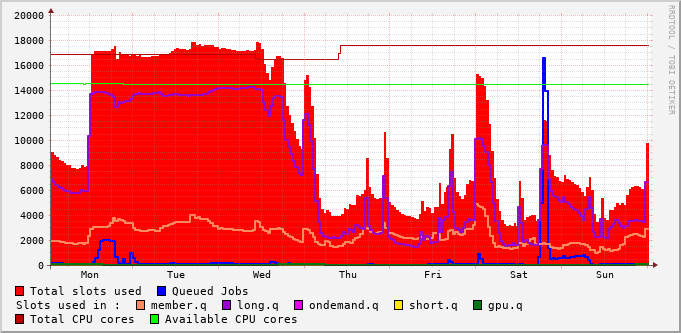 20000
18000
16000
14000
12000
10000
8000
6000
4000
2000
0
Mon Tue Wed Thu Fri Sat Sun
RRDTOOL / TOBI OETIKER
Total slots used Queued Jobs
Slots used in : member.q long.q ondemand.q short.q gpu.q
Total CPU cores Available CPU cores